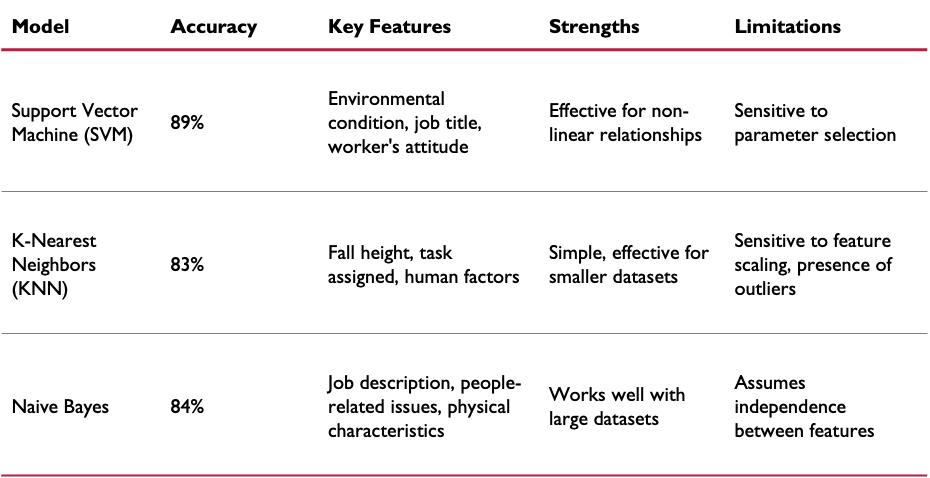 Model Accuracy Key Features Strengths Limitations
Support Vector
Machine (SVM)
89%
Environmental
condition, job title,
worker's attitude
Effective for non-
linear relationships
Sensitive to
parameter selection
K-Nearest
Neighbors
(KNN)
83%
Fall height, task
assigned, human factors
Simple, effective for
smaller datasets
Sensitive to feature
scaling, presence of
outliers
Naive Bayes
84%
Job description, people-
related issues, physical
characteristics
Works well with
large datasets
Assumes
independence
between features